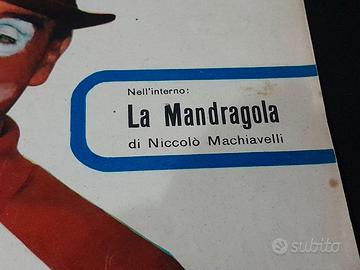 Nell'interno:
La Mandragola
di Niccolò Machiavelli
subito